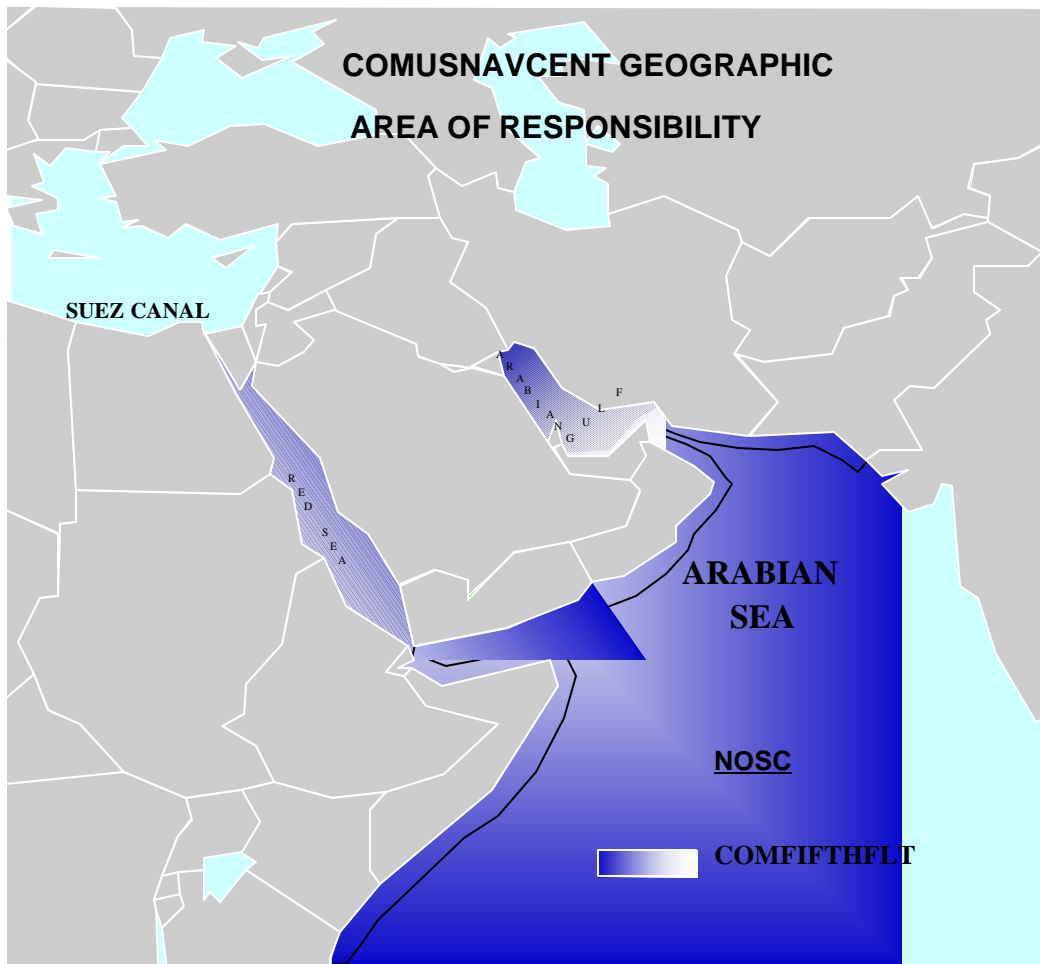 COMUSNAVCENT GEOGRAPHIC
AREA OF RESPONSIBILITY
SUEZ CANAL
ARABIAN GULF
RED SEA
ARABIAN
SEA
NOSC
COMFIFTHFLT